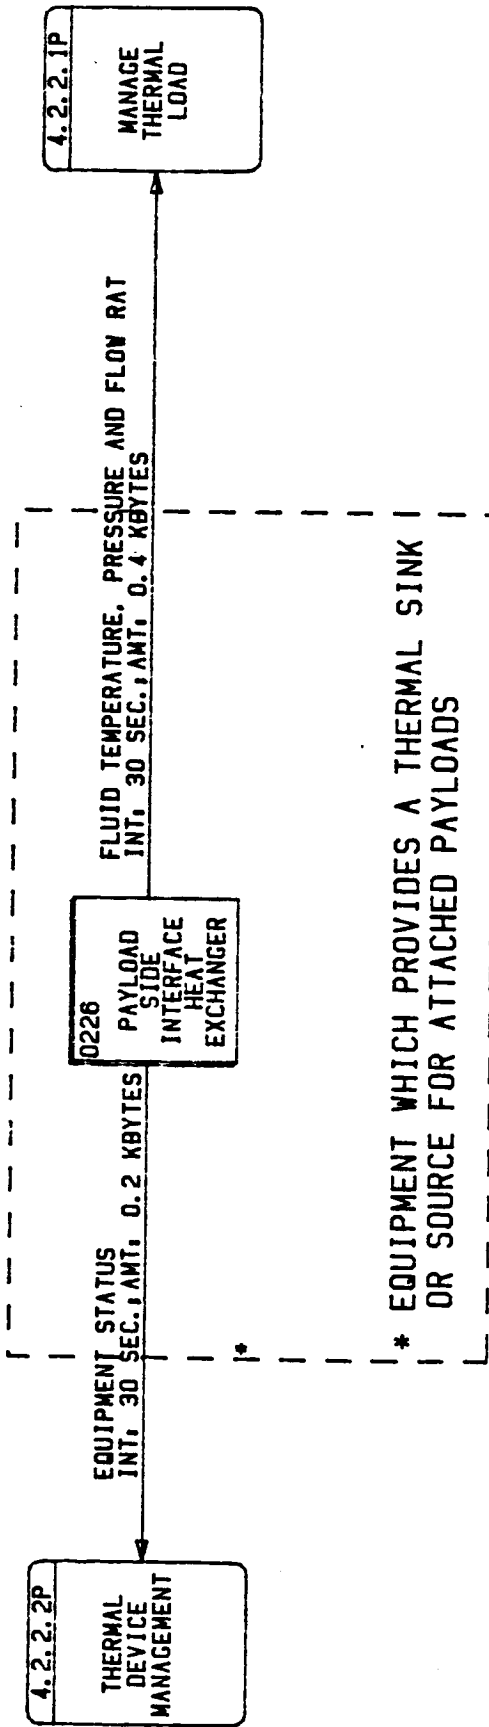 4.2.2.2P
THERMAL
DEVICE
MANAGEMENT
EQUIPMENT STATUS
INT: 30 SEC.;AMT: 0.2 KBYTES
*
0226
PAYLOAD
SIDE
INTERFACE
HEAT
EXCHANGER
FLUID TEMPERATURE, PRESSURE AND FLOW RAT
INT: 30 SEC.;AMT: 0.4 KBYTES
4.2.2.1P
MANAGE
THERMAL
LOAD
* EQUIPMENT WHICH PROVIDES A THERMAL SINK
OR SOURCE FOR ATTACHED PAYLOADS